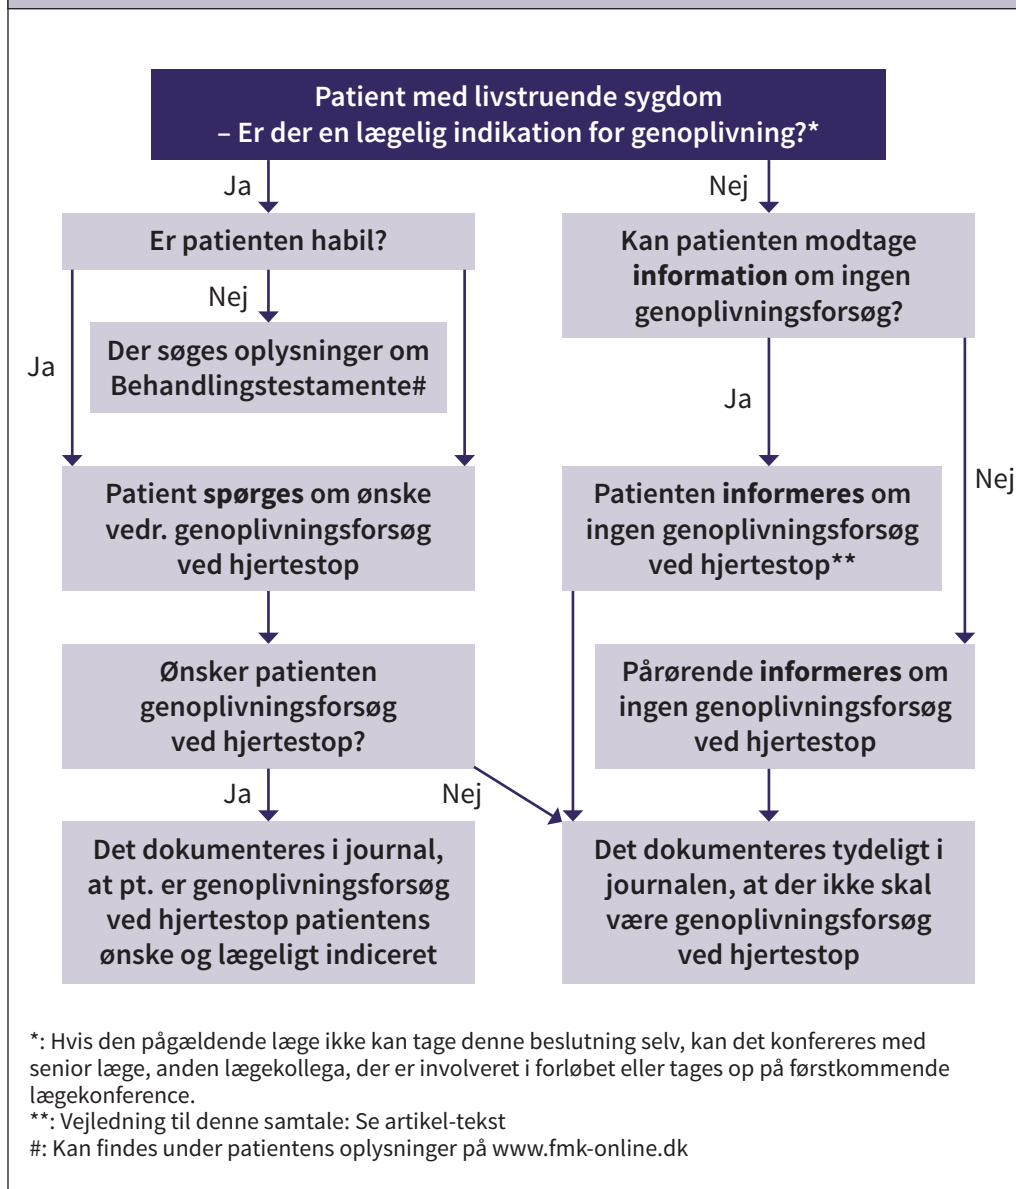 Patient med livstruende sygdom
– Er der en lægelig indikation for genoplivning?*
Ja
Nej
Er patienten habil?
Kan patienten modtage
information om ingen
genoplivningsforsøg?
Nej
Ja
Der søges oplysninger om
Behandlingstestamente#
Ja
Nej
Patient spørges om ønske
vedr. genoplivningsforsøg
ved hjertestop
Patienten informeres om
ingen genoplivningsforsøg
ved hjertestop**
Ønsker patienten
genoplivningsforsøg
ved hjertestop?
Pårørende informeres om
ingen genoplivningsforsøg
ved hjertestop
Ja
Nej
Det dokumenteres i journal,
at pt. er genoplivningsforsøg
ved hjertestop patientens
ønske og lægeligt indiceret
Det dokumenteres tydeligt i
journalen, at der ikke skal
være genoplivningsforsøg
ved hjertestop
*: Hvis den pågældende læge ikke kan tage denne beslutning selv, kan det konfereres med
senior læge, anden lægekollega, der er involveret i forløbet eller tages op på førstkommende
lægekonference.
**: Vejledning til denne samtale: Se artikel-tekst
#: Kan findes under patientens oplysninger på www.fmk-online.dk